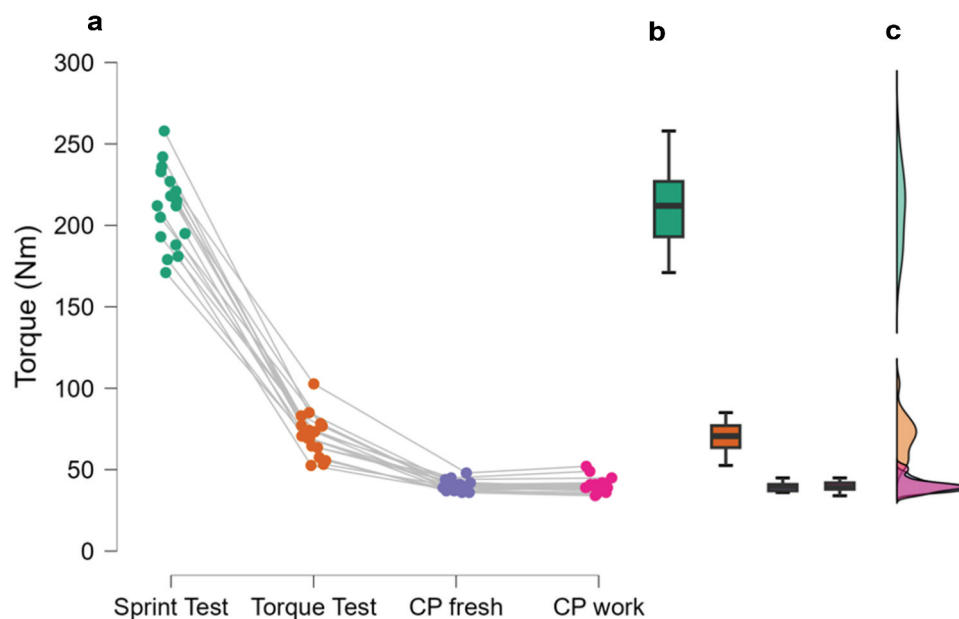 a
b
c
Torque (Nm)
300
250
200
150
100
50
0
Sprint Test
Torque Test
CP fresh
CP work